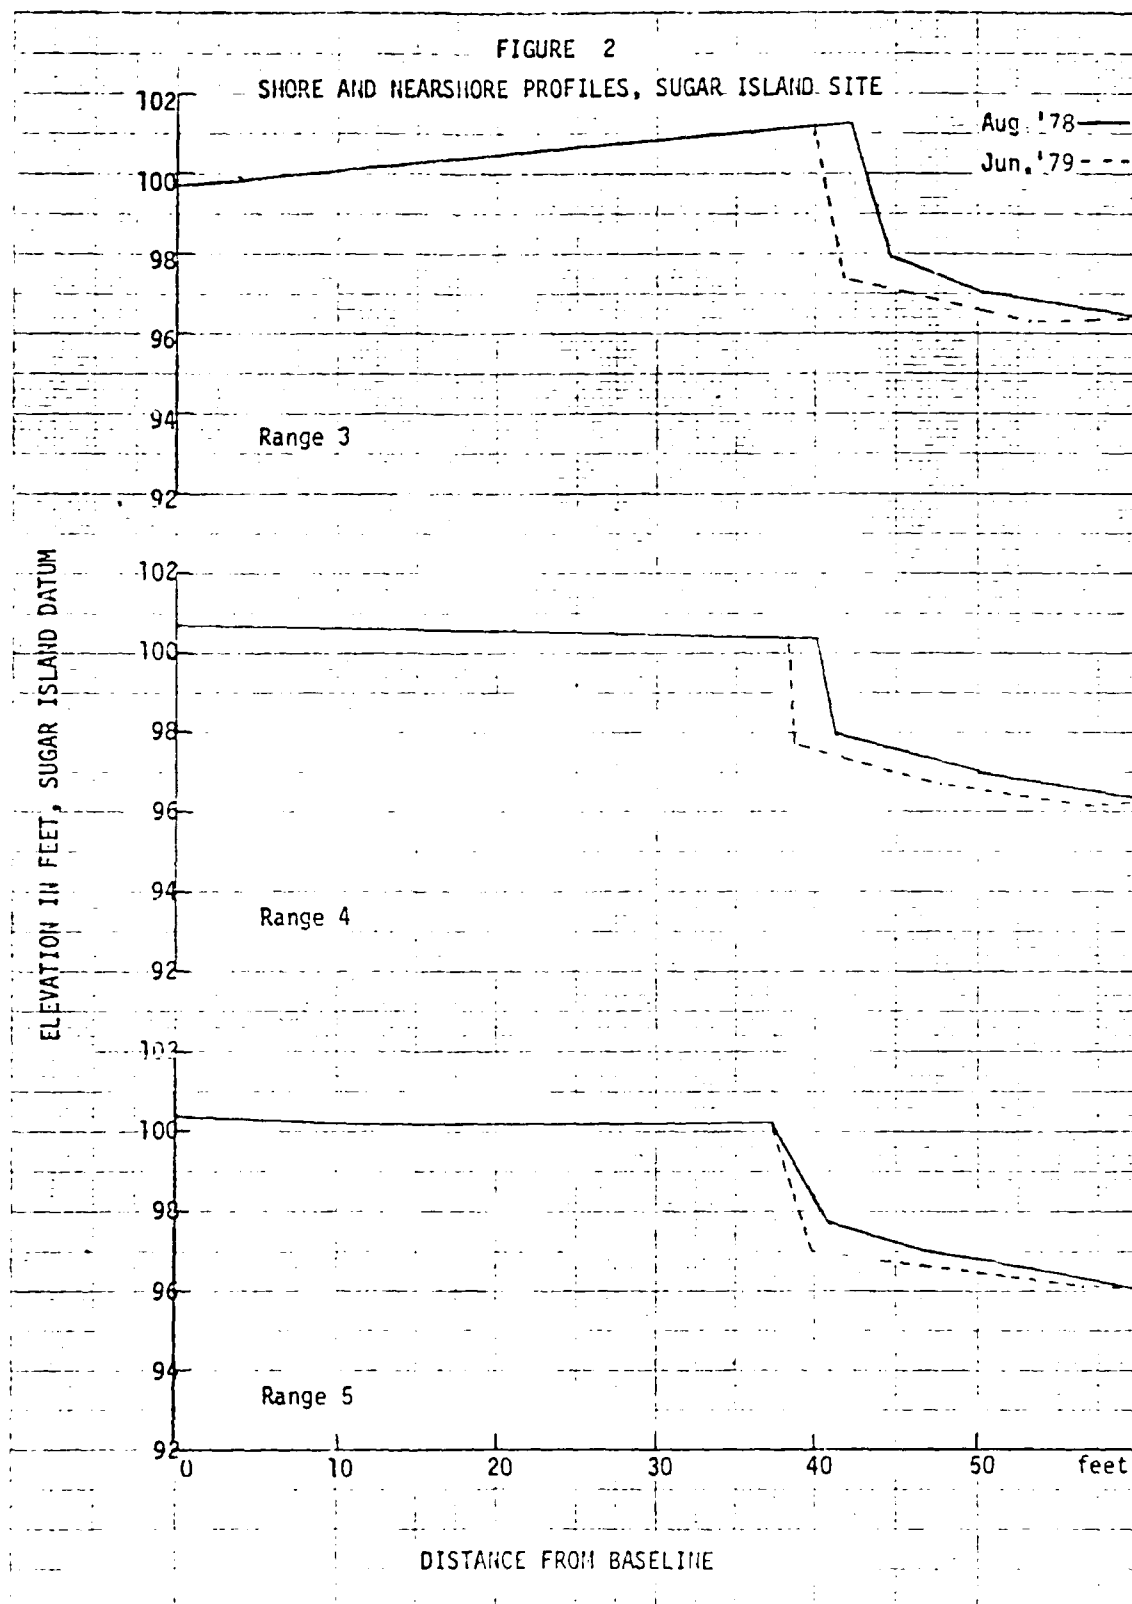 FIGURE 2
SHORE AND NEARSHORE PROFILES, SUGAR ISLAND SITE
Aug. '78
Jun. '79
102
100
98
96
94
92
Range 3
102
100
98
96
94
92
Range 4
102
100
98
96
94
92
Range 5
0 10 20 30 40 50 feet
ELEVATION IN FEET, SUGAR ISLAND DATUM
DISTANCE FROM BASELINE